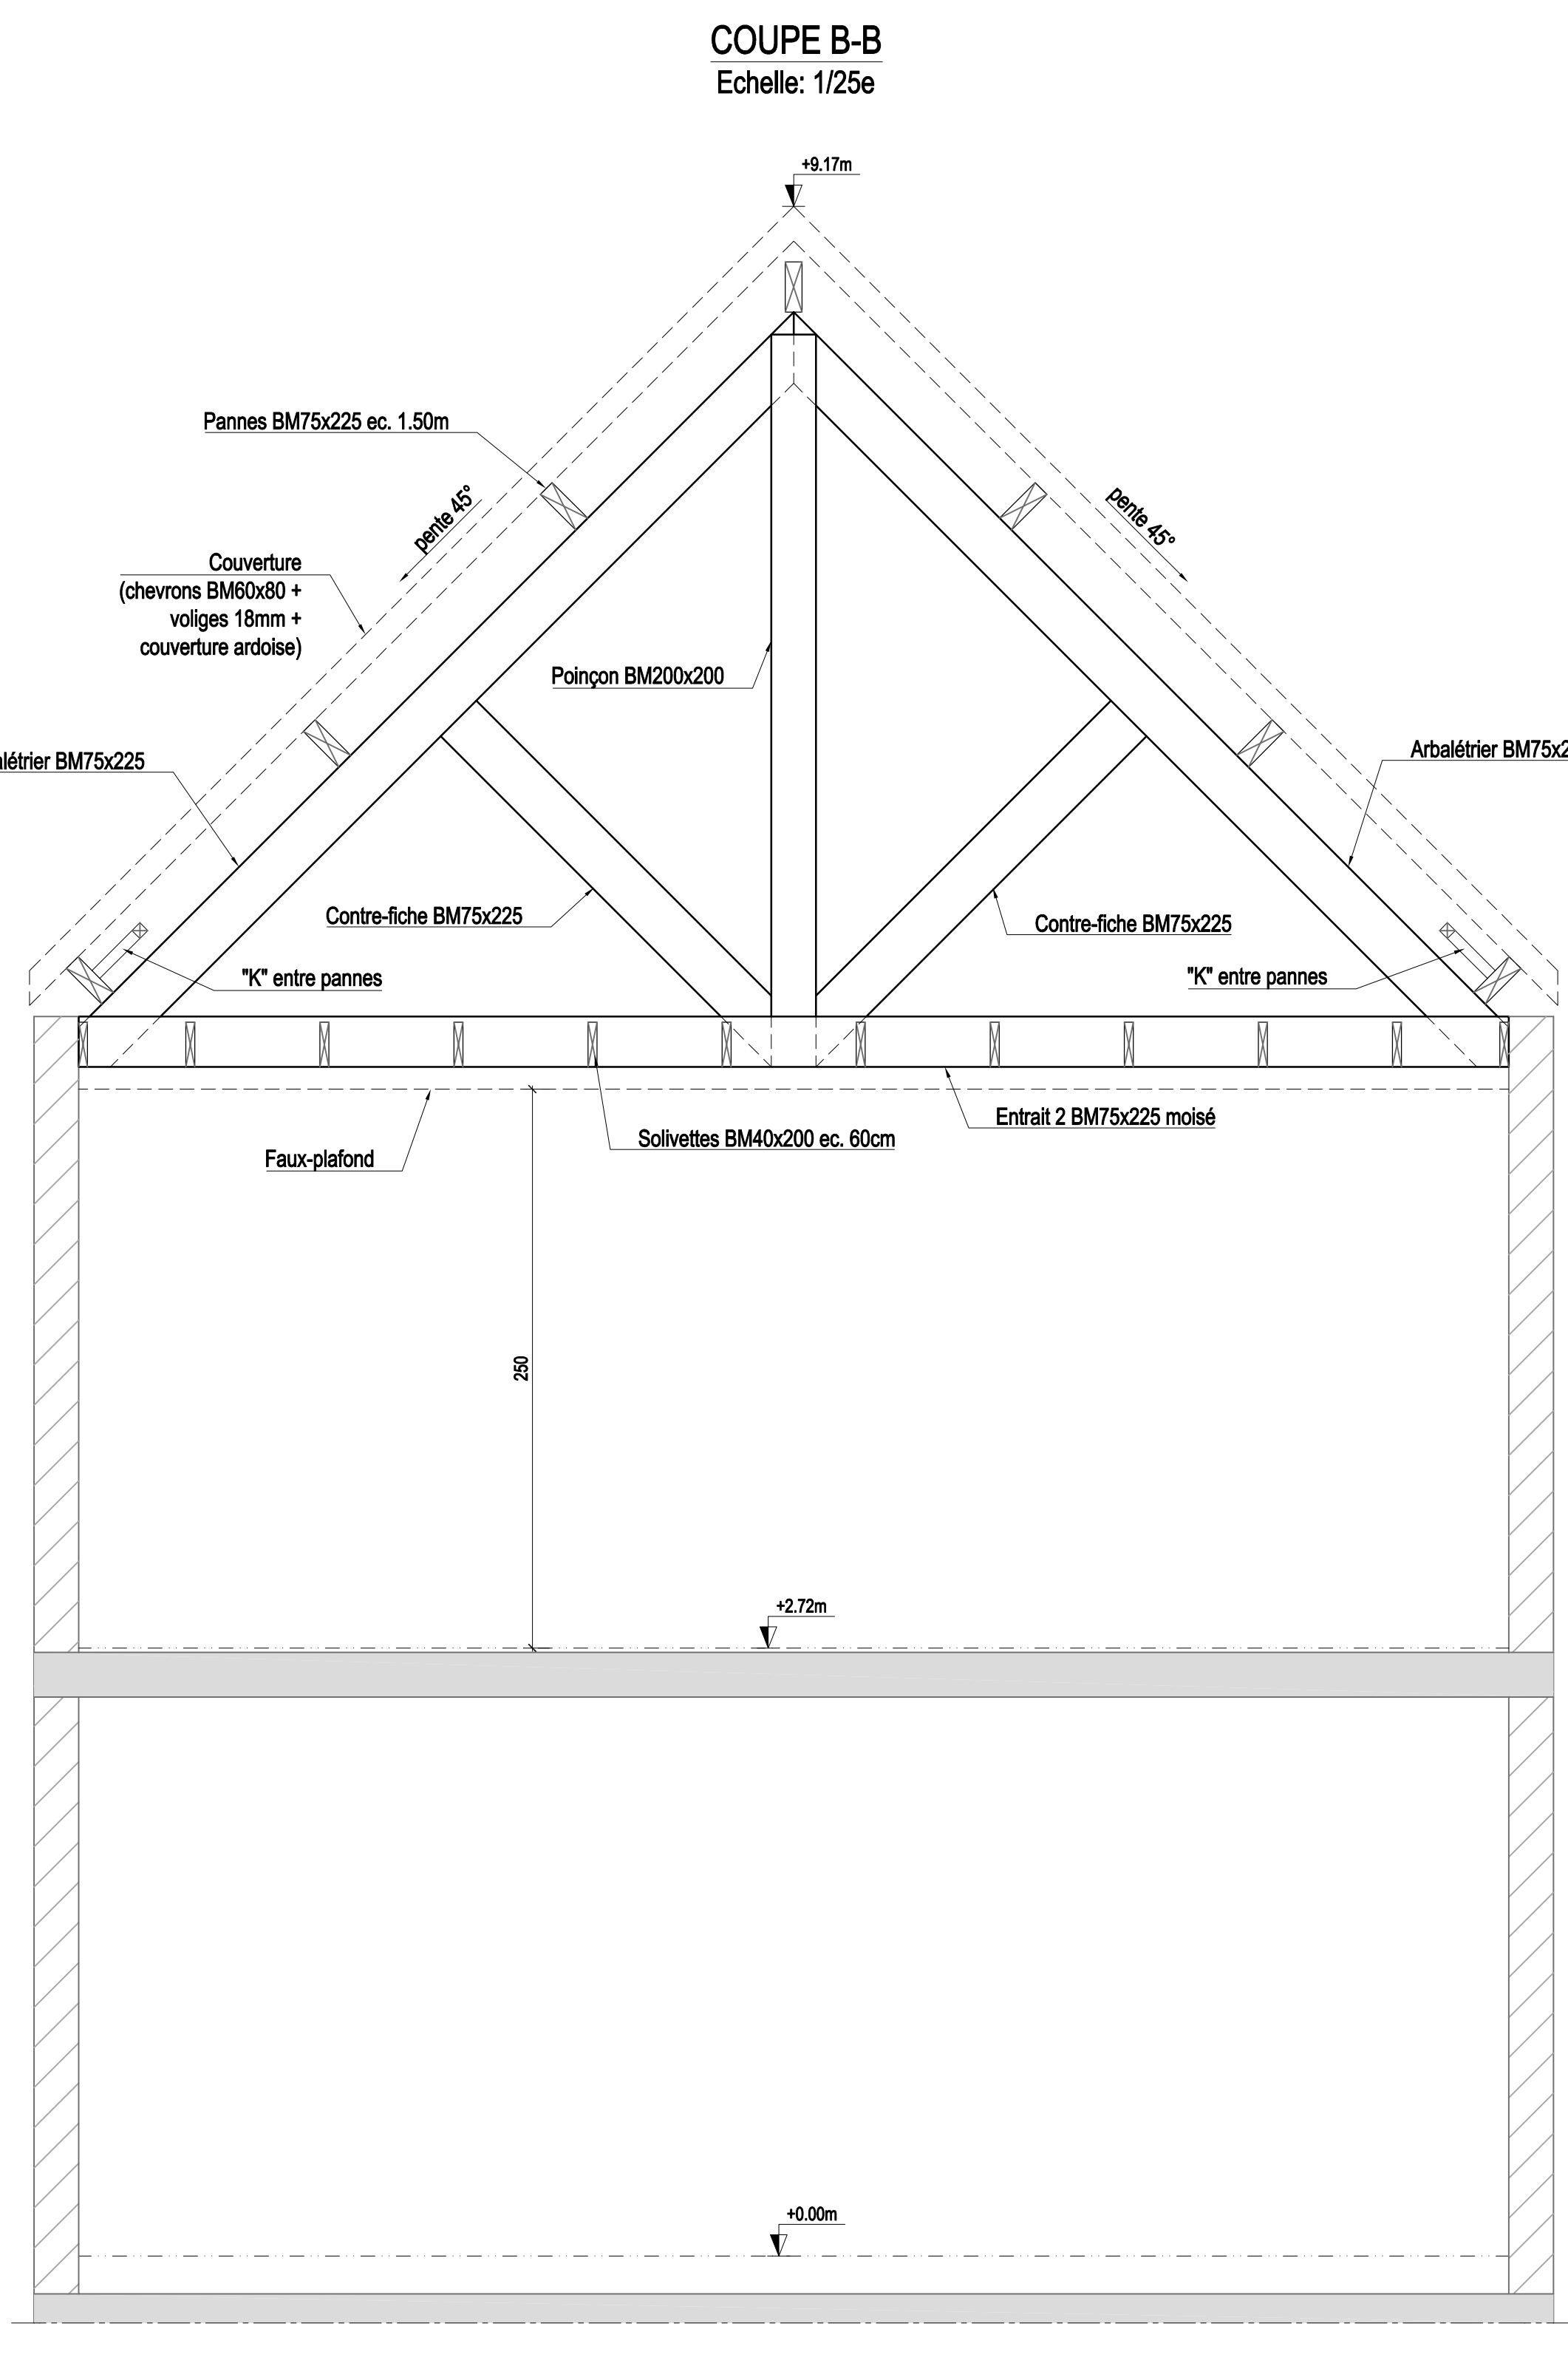 COUPE B-B
Echelle: 1/25e
+9.17m
Pannes BM75x225 ec. 1.50m
pente 45°
pente 45°
Couverture
(chevrons BM60x80 +
voliges 18mm +
couverture ardoise)
Poinçon BM200x200
alétrier BM75x225
Arbalétrier BM75x2
Contre-fiche BM75x225
Contre-fiche BM75x225
"K" entre pannes
"K" entre pannes
Entrait 2 BM75x225 moisé
Solivettes BM40x200 ec. 60cm
Faux-plafond
250
+2.72m
+0.00m